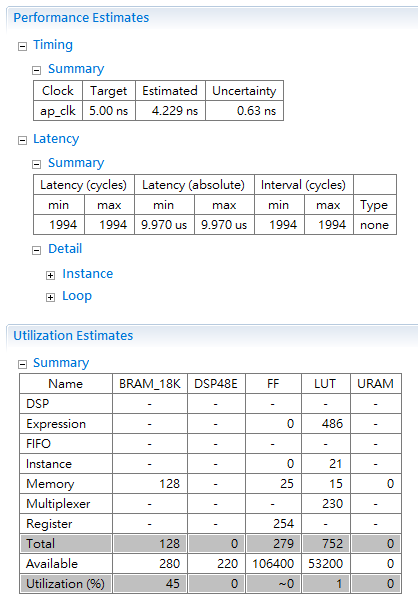 Performance Estimates
Timing
Summary
Clock Target Estimated Uncertainty
ap_clk 5.00 ns 4.229 ns 0.63 ns
Latency
Summary
Latency (cycles) Latency (absolute) Interval (cycles)
min max min max min max Type
1994 1994 9.970 us 9.970 us 1994 1994 none
Detail
Instance
Loop
Utilization Estimates
Summary
Name BRAM_18K DSP48E FF LUT URAM
DSP - - - - -
Expression - - 0 486 -
FIFO - - - - -
Instance - - 0 21 -
Memory 128 - 25 15 0
Multiplexer - - - 230 -
Register - - 254 - -
Total 128 0 279 752 0
Available 280 220 106400 53200 0
Utilization (%) 45 0 ~0 1 0